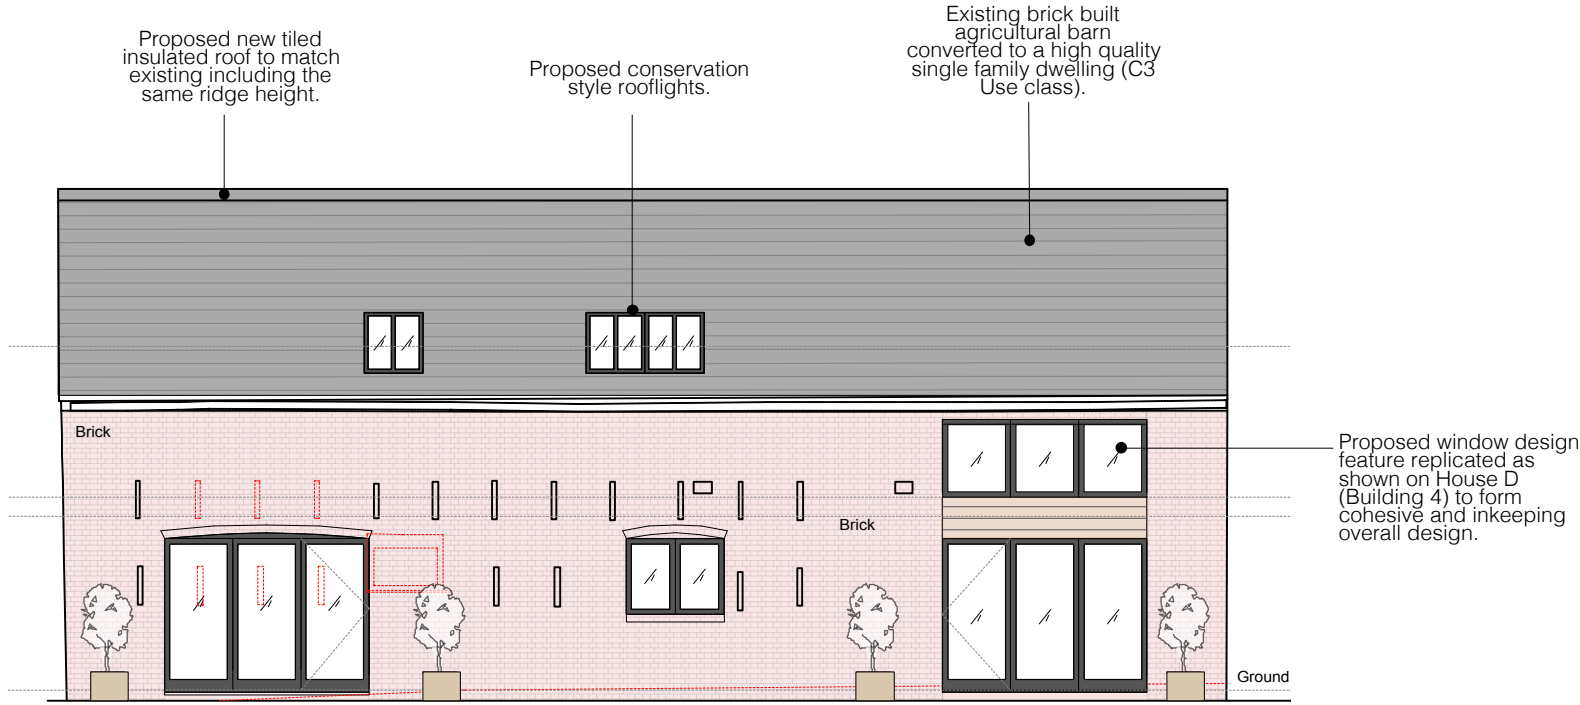 Proposed new tiled
insulated roof to match
existing including the
same ridge height.
Proposed conservation
style rooflights.
Existing brick built
agricultural barn
converted to a high quality
single family dwelling (C3
Use class).
Brick
Brick
Proposed window design
feature replicated as
shown on House D
(Building 4) to form
cohesive and inkeeping
overall design.
Ground